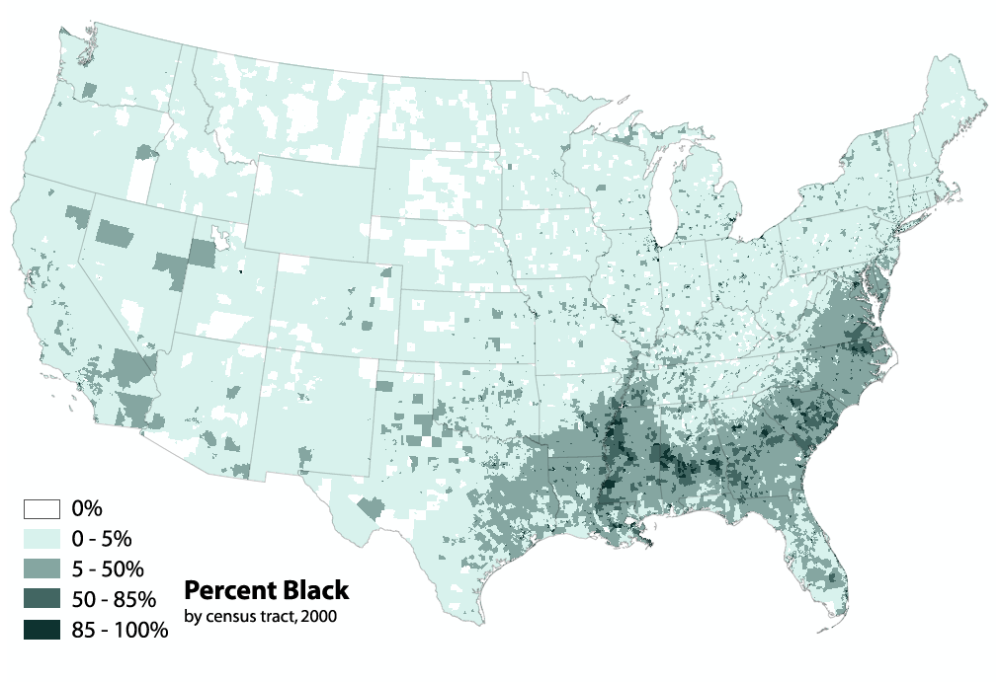 0%
0 - 5%
5 - 50%
50 - 85%
85 - 100%
Percent Black
by census tract, 2000